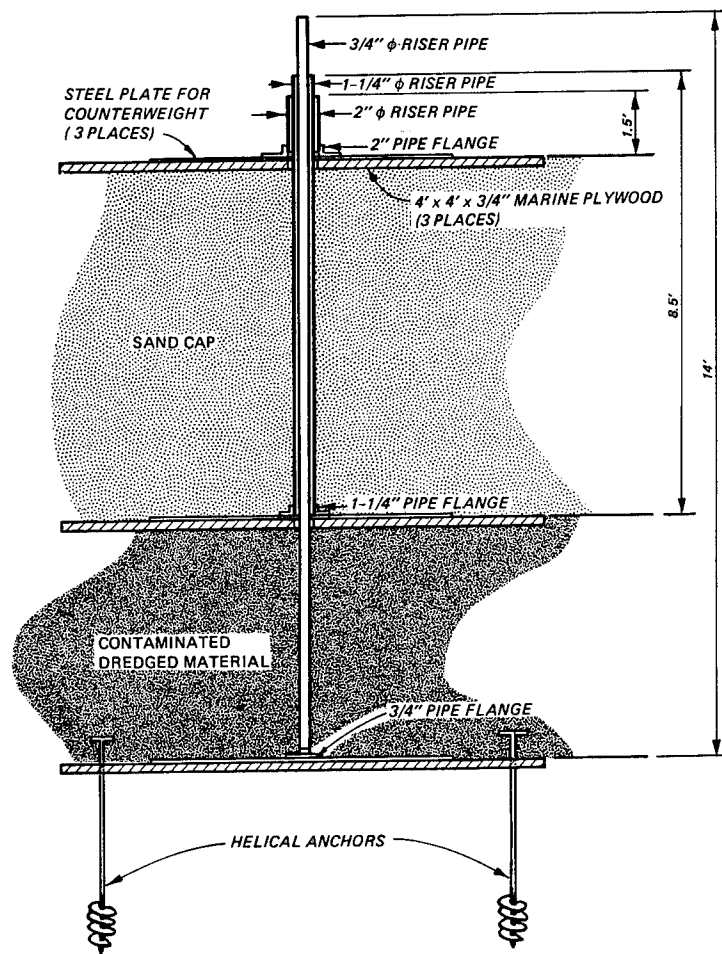 3/4" φ RISER PIPE
1-1/4" φ RISER PIPE
STEEL PLATE FOR
COUNTERWEIGHT
(3 PLACES)
2" φ RISER PIPE
2" PIPE FLANGE
1.5'
4' x 4' x 3/4" MARINE PLYWOOD
(3 PLACES)
8.5'
SAND CAP
14'
1-1/4" PIPE FLANGE
CONTAMINATED
DREDGED MATERIAL
3/4" PIPE FLANGE
HELICAL ANCHORS